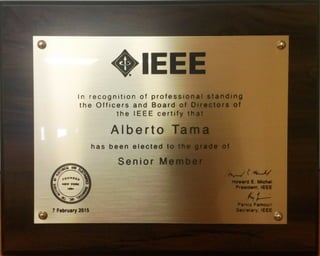 IEEE
In recognition of professional standing
the Officers and Board of Directors of
the IEEE certify that
Alberto Tama
has been elected to the grade of
Senior Member
Howard E. Michel
President, IEEE
Parviz Famouri
Secretary, IEEE
7 February 2015